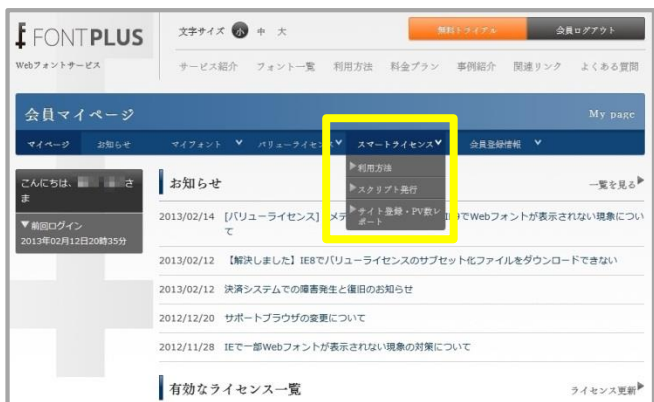 FONTPLUS
Webフォントサービス
文字サイズ 小 中 大
無料トライアル 会員ログアウト
サービス紹介 フォント一覧 利用方法 料金プラン 事例紹介 関連リンク よくある質問
会員マイページ My page
マイページ お知らせ マイフォント バリューライセンス スマートライセンス 会員登録情報
利用方法
スクリプト発行
サイト登録・PV数レポート
こんにちは、 さま
前回ログイン
2013年02月12日20時35分
お知らせ 一覧を見る
2013/02/14 [バリューライセンス] メデ でWebフォントが表示されない現象について
2013/02/12 【解決しました】IE8でバリューライセンスのサブセット化ファイルをダウンロードできない
2013/02/12 決済システムでの障害発生と復旧のお知らせ
2012/12/20 サポートブラウザの変更について
2012/11/28 IEで一部Webフォントが表示されない現象の対策について
有効なライセンス一覧 ライセンス更新